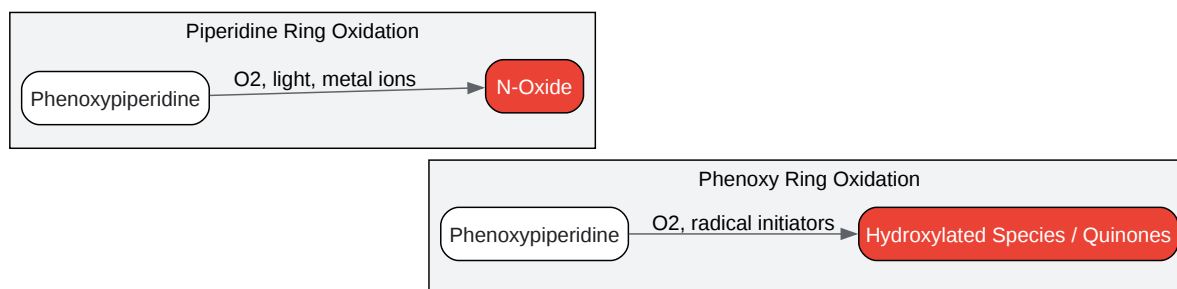 Piperidine Ring Oxidation
Phenoxypiperidine
O2, light, metal ions
N-Oxide
Phenoxy Ring Oxidation
Phenoxypiperidine
O2, radical initiators
Hydroxylated Species / Quinones